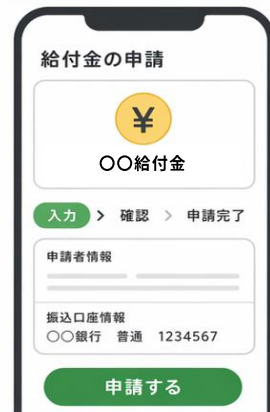 給付金の申請
¥
〇〇給付金
入力 > 確認 > 申請完了
申請者情報
振込口座情報
〇〇銀行 普通 1234567
申請する